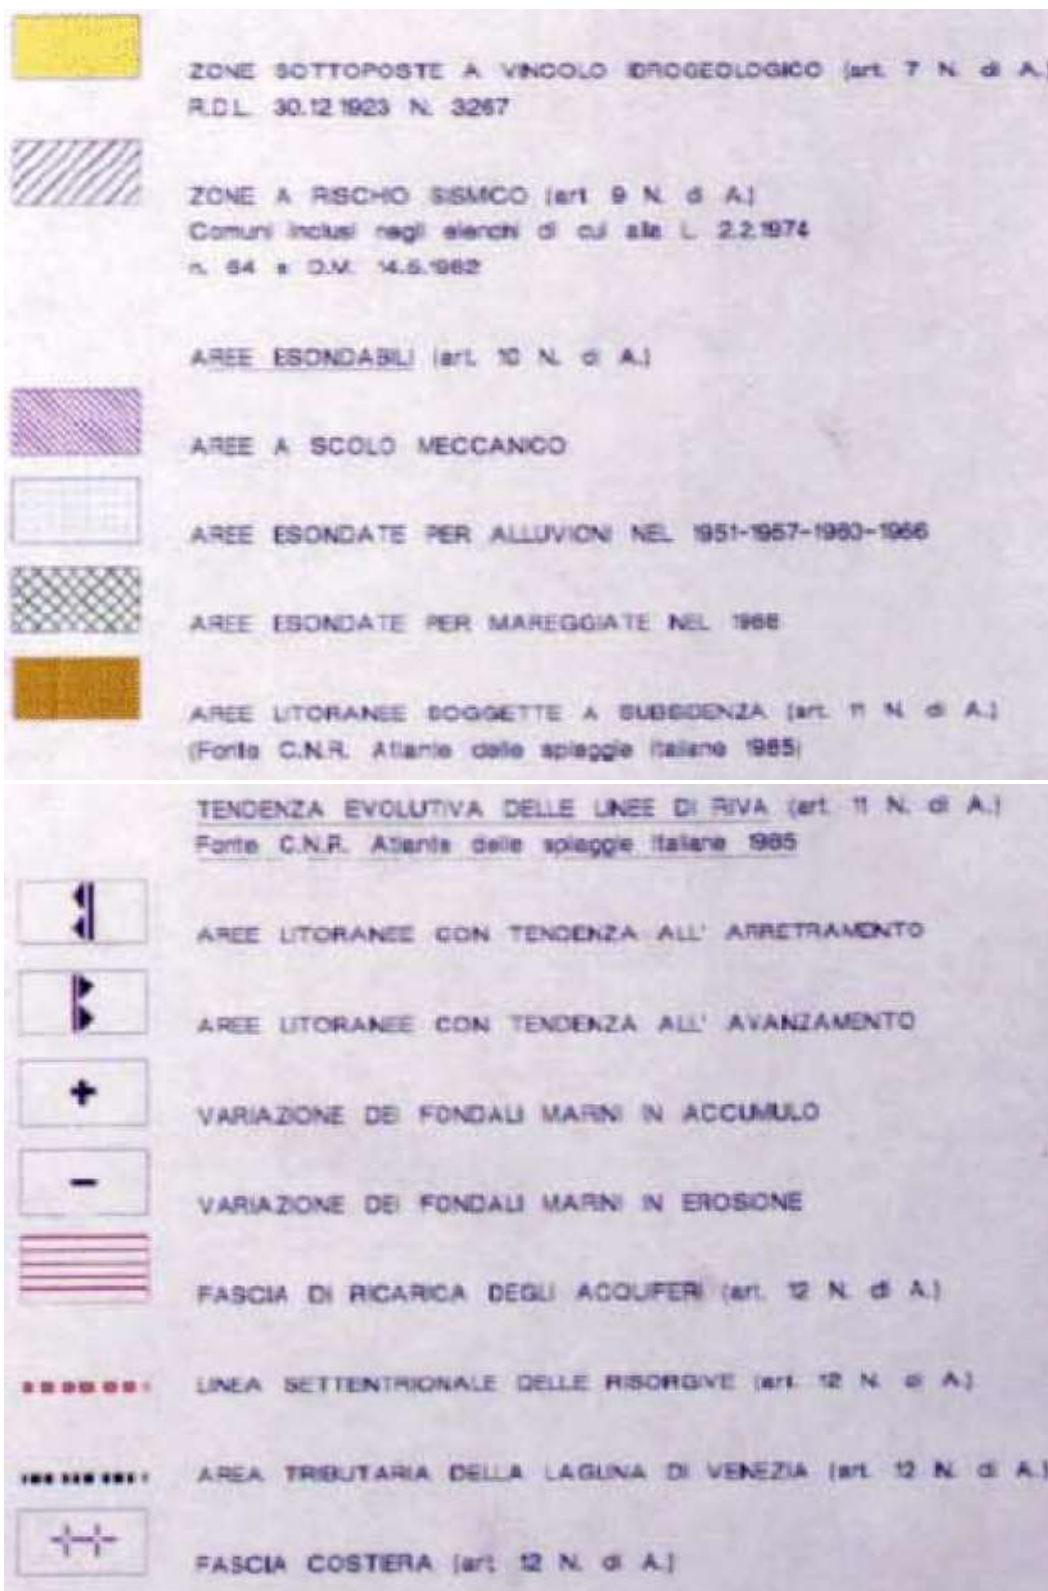 ZONE SOTTOPOSTE A VINCOLO IDROGEOLOGICO (art. 7 N. di A.)
R.D.L. 30.12.1923 N. 3267
ZONE A RISCHIO SISMICO (art. 9 N. di A.)
Comuni inclusi negli elenchi di cui alla L. 2.2.1974
n. 64 e D.M. 14.5.1982
AREE ESONDABILI (art. 10 N. di A.)
AREE A SCOLO MECCANICO
AREE ESONDATE PER ALLUVIONI NEL 1951-1957-1960-1966
AREE ESONDATE PER MAREGGIATE NEL 1966
AREE LITORANEE SOGGETTE A SUBSIDENZA (art. 11 N. di A.)
(Fonte C.N.R. Atlante delle spiagge italiane 1985)
TENDENZA EVOLUTIVA DELLE LINEE DI RIVA (art. 11 N. di A.)
Fonte C.N.R. Atlante delle spiagge italiane 1985
AREE LITORANEE CON TENDENZA ALL' ARRETRAMENTO
AREE LITORANEE CON TENDENZA ALL' AVANZAMENTO
VARIAZIONE DEI FONDALI MARINI IN ACCUMULO
VARIAZIONE DEI FONDALI MARINI IN EROSIONE
FASCIA DI RICARICA DEGLI ACQUIFERI (art. 12 N. di A.)
LINEA SETTENTRIONALE DELLE RISORGIVE (art. 12 N. di A.)
AREA TRIBUTARIA DELLA LAGUNA DI VENEZIA (art. 12 N. di A.)
FASCIA COSTIERA (art. 12 N. di A.)